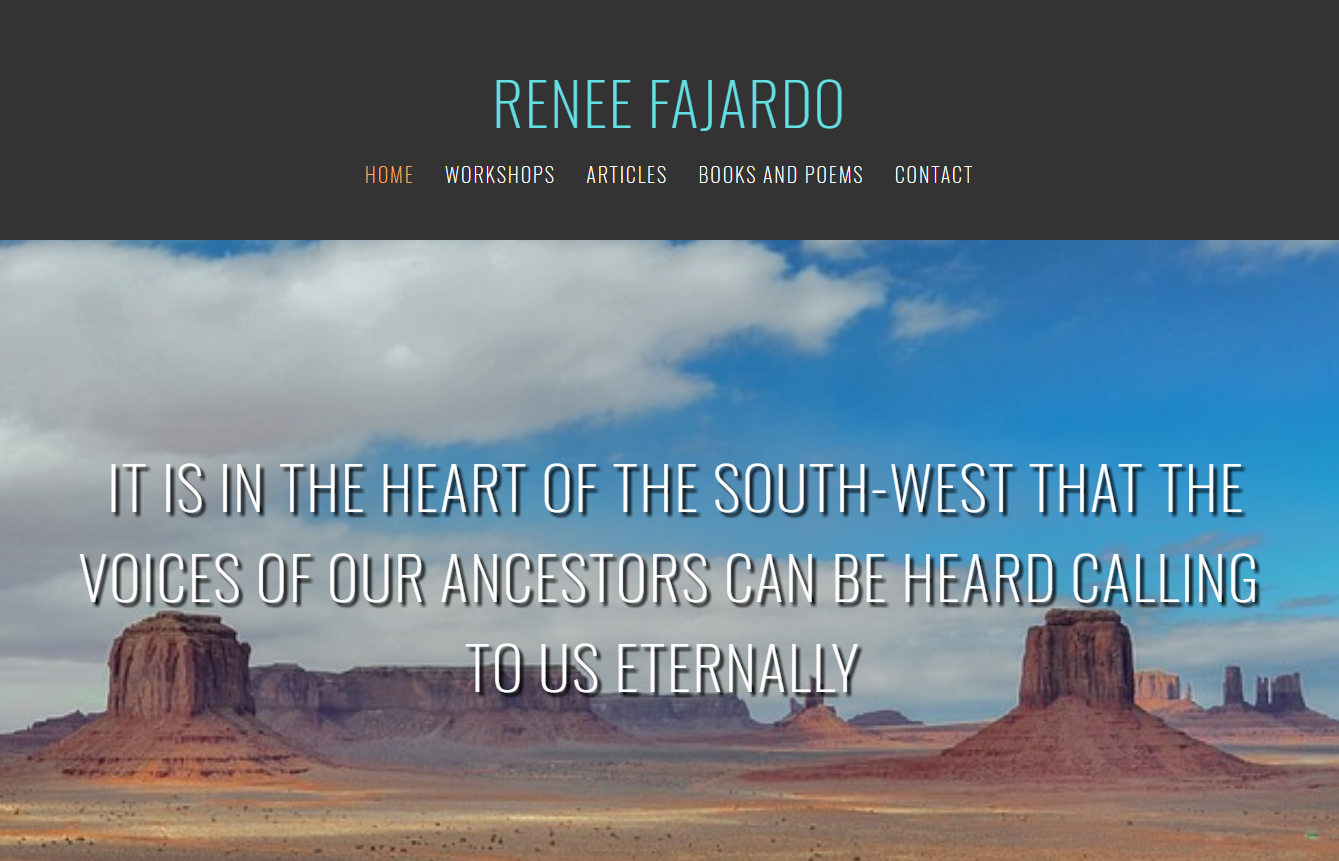 RENEE FAJARDO
HOME WORKSHOPS ARTICLES BOOKS AND POEMS CONTACT
IT IS IN THE HEART OF THE SOUTH-WEST THAT THE
VOICES OF OUR ANCESTORS CAN BE HEARD CALLING
TO US ETERNALLY